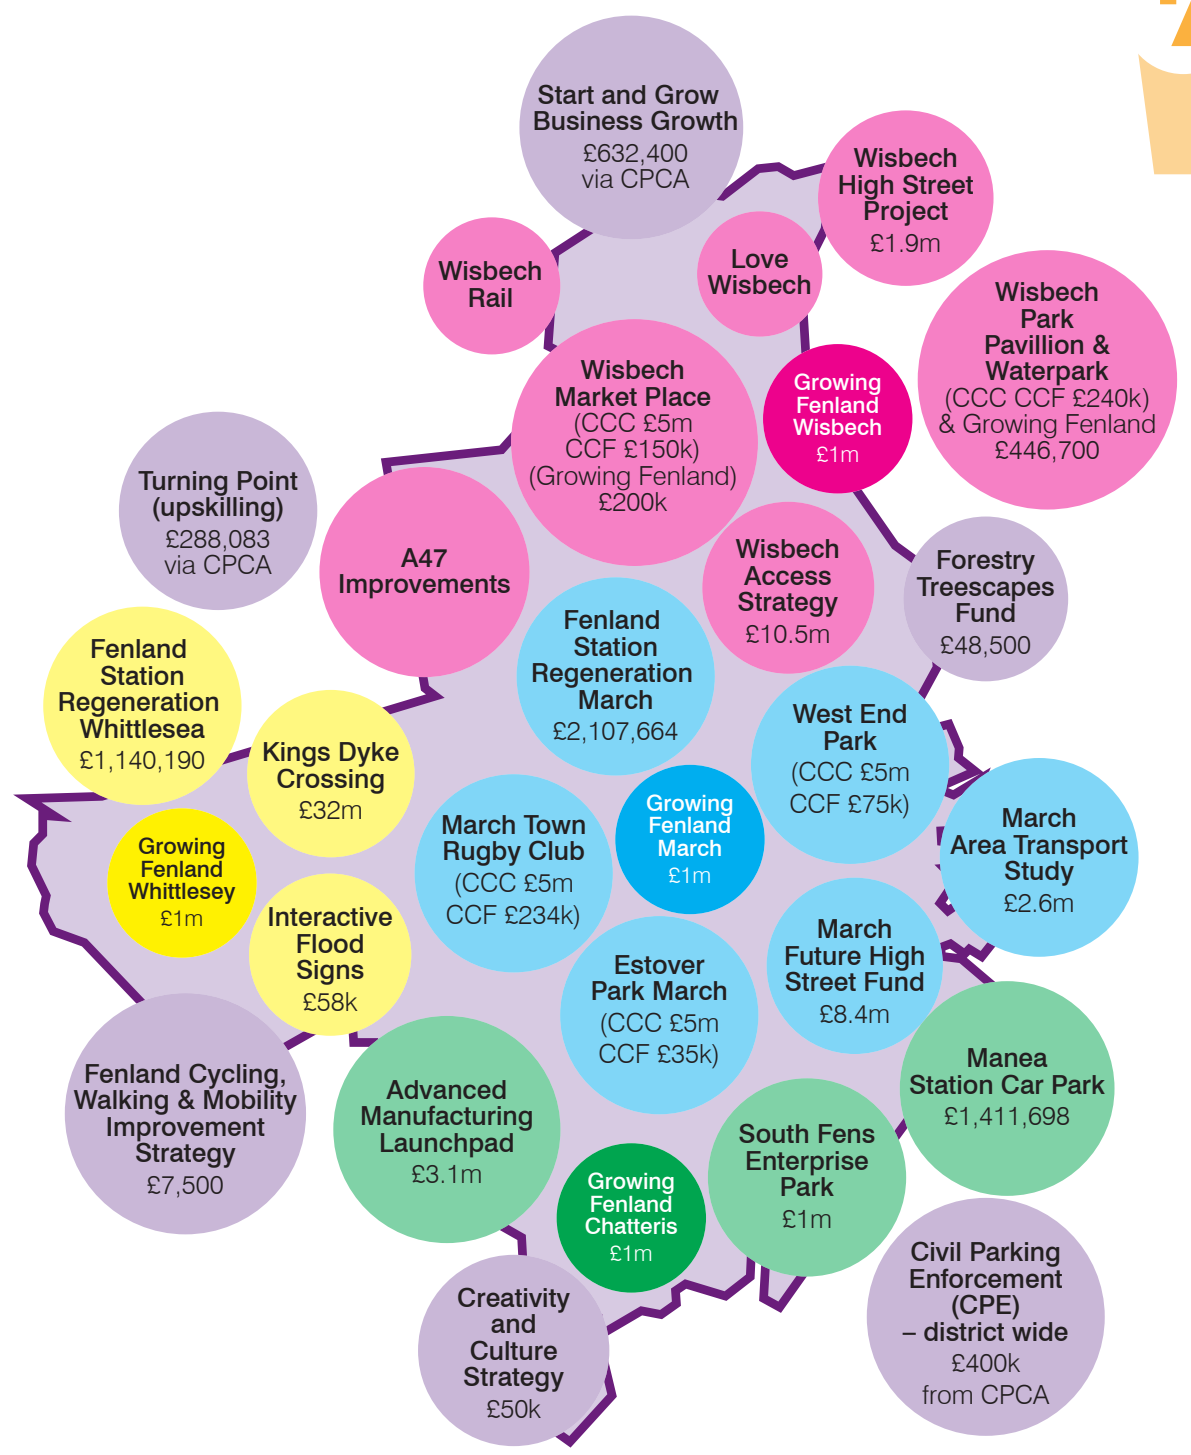 Start and Grow
Business Growth
£632,400
via CPCA
Wisbech
High Street
Project
£1.9m
Wisbech
Rail
Love
Wisbech
Wisbech
Park
Pavillion &
Waterpark
(CCC CCF £240k)
& Growing Fenland
£446,700
Wisbech
Market Place
(CCC £5m
CCF £150k)
(Growing Fenland)
£200k
Growing
Fenland
Wisbech
£1m
Turning Point
(upskilling)
£288,083
via CPCA
A47
Improvements
Wisbech
Access
Strategy
£10.5m
Forestry
Treescapes
Fund
£48,500
Fenland
Station
Regeneration
March
£2,107,664
Fenland
Station
Regeneration
Whittlesea
£1,140,190
Kings Dyke
Crossing
£32m
West End
Park
(CCC £5m
CCF £75k)
Growing
Fenland
March
£1m
March Town
Rugby Club
(CCC £5m
CCF £234k)
March
Area Transport
Study
£2.6m
Growing
Fenland
Whittlesey
£1m
Interactive
Flood
Signs
£58k
March
Future High
Street Fund
£8.4m
Estover
Park March
(CCC £5m
CCF £35k)
Fenland Cycling,
Walking & Mobility
Improvement
Strategy
£7,500
Advanced
Manufacturing
Launchpad
£3.1m
Manea
Station Car Park
£1,411,698
South Fens
Enterprise
Park
£1m
Growing
Fenland
Chatteris
£1m
Creativity
and
Culture
Strategy
£50k
Civil Parking
Enforcement
(CPE)
– district wide
£400k
from CPCA